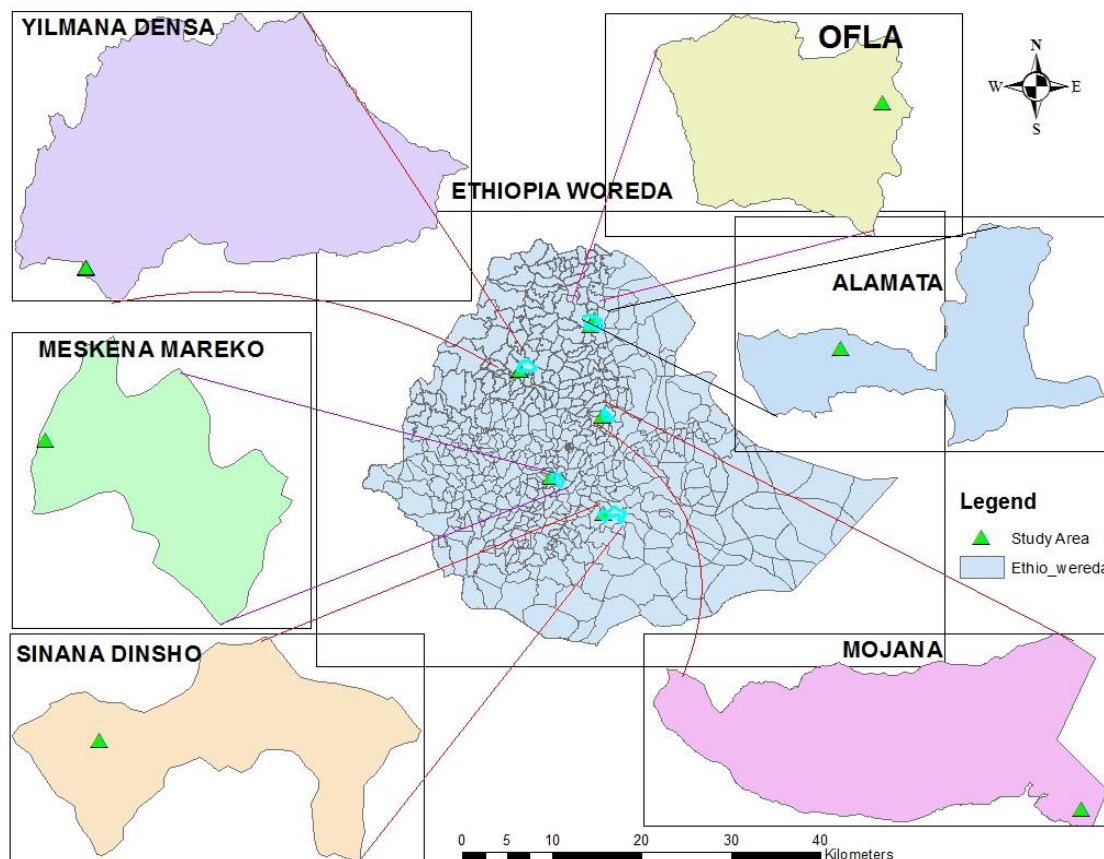 YILMANA DENSA
OFLA
N
W
E
S
ETHIOPIA WOREDA
ALAMATA
MESKENA MAREKO
Legend
Study Area
Ethio_wereda
SINANA DINSHO
MOJANA
0 5 10 20 30 40
Kilometers